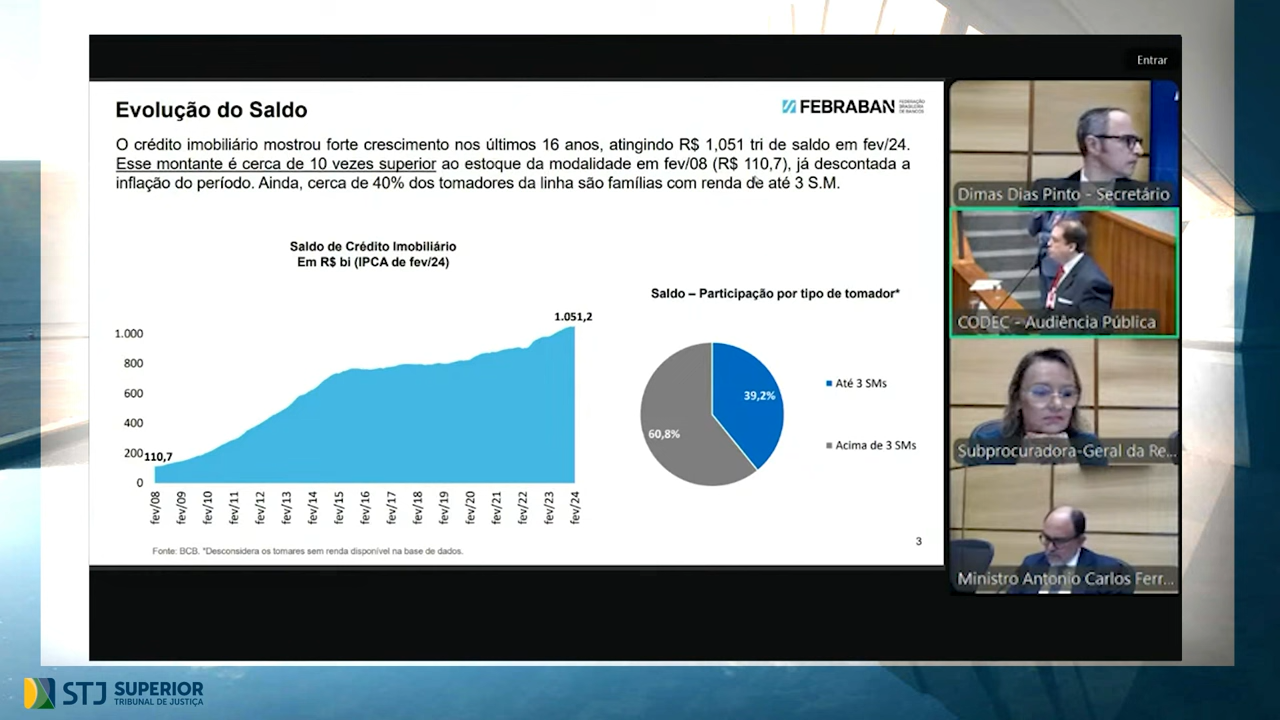 Entrar
Evolução do Saldo
FEBRABAN
FEDERAÇÃO
BRASILEIRA
DE BANCOS
O crédito imobiliário mostrou forte crescimento nos últimos 16 anos, atingindo R$ 1,051 tri de saldo em fev/24.
Esse montante é cerca de 10 vezes superior ao estoque da modalidade em fev/08 (R$ 110,7), já descontada a
inflação do período. Ainda, cerca de 40% dos tomadores da linha são famílias com renda de até 3 S.M.
Saldo de Crédito Imobiliário
Em R$ bi (IPCA de fev/24)
1.051,2
1.000
800
600
400
200
0
110,7
fev/08
fev/09
fev/10
fev/11
fev/12
fev/13
fev/14
fev/15
fev/16
fev/17
fev/18
fev/19
fev/20
fev/21
fev/22
fev/23
fev/24
Saldo – Participação por tipo de tomador*
39,2%
60,8%
Até 3 SMs
Acima de 3 SMs
Fonte: BCB. *Desconsidera os tomares sem renda disponível na base de dados.
3
Dimas Dias Pinto - Secretário
CODEC - Audiência Pública
Subprocuradora-Geral da Re...
Ministro Antonio Carlos Ferr...
STJ SUPERIOR
TRIBUNAL DE JUSTIÇA